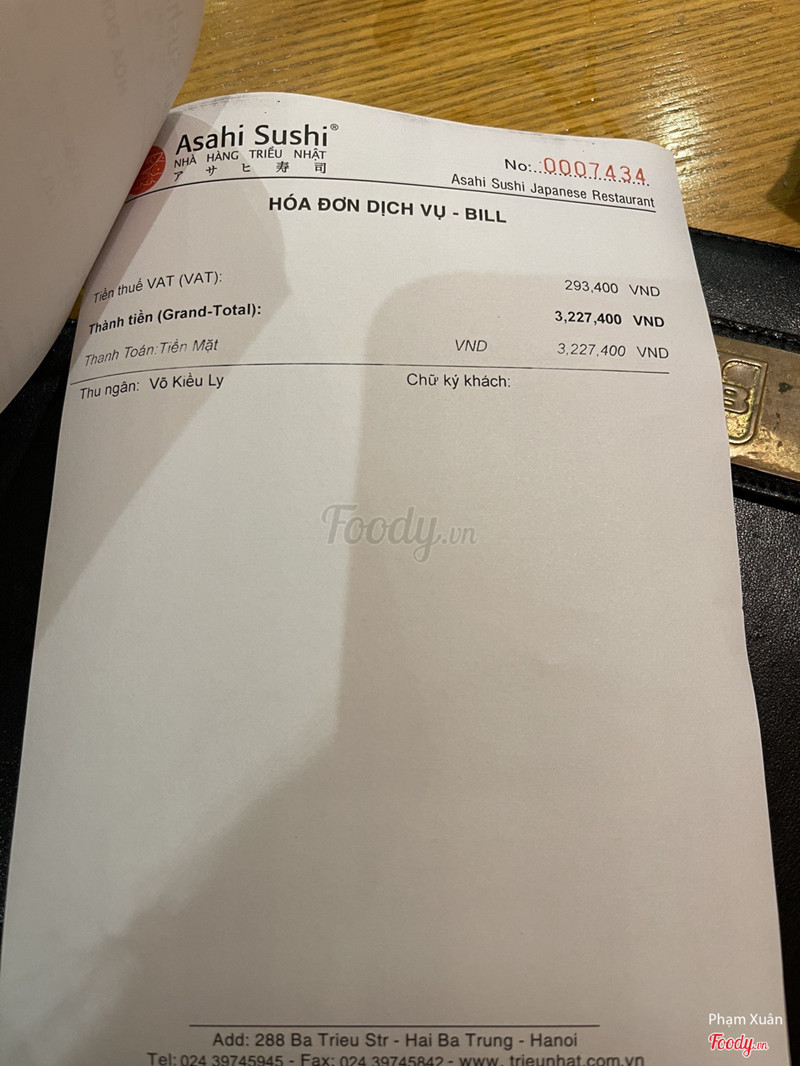 Asahi Sushi®
NHÀ HÀNG TRIỀU NHẬT
アサヒ寿司
No:..0007434
Asahi Sushi Japanese Restaurant
HÓA ĐƠN DỊCH VỤ - BILL
Tiền thuế VAT (VAT): 293,400 VND
Thành tiền (Grand-Total): 3,227,400 VND
Thanh Toán:Tiền Mặt VND 3,227,400 VND
Thu ngân: Võ Kiều Ly Chữ ký khách:
Foody.vn
Add: 288 Ba Trieu Str - Hai Ba Trung - Hanoi
Tel: 024 39745945 - Fax: 024 39745842 - www. trieunhat.com.vn
Phạm Xuân
Foody.vn